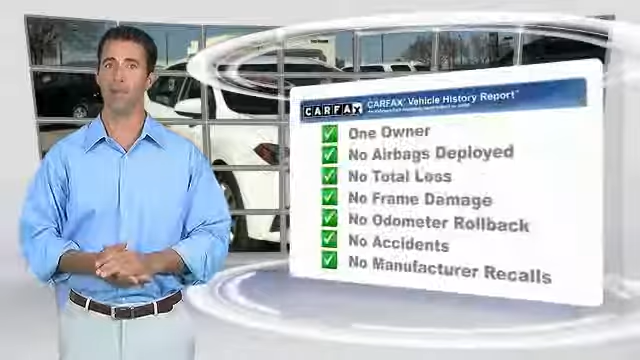 CARFAX CARFAX Vehicle History Report™
One Owner
No Airbags Deployed
No Total Loss
No Frame Damage
No Odometer Rollback
No Accidents
No Manufacturer Recalls